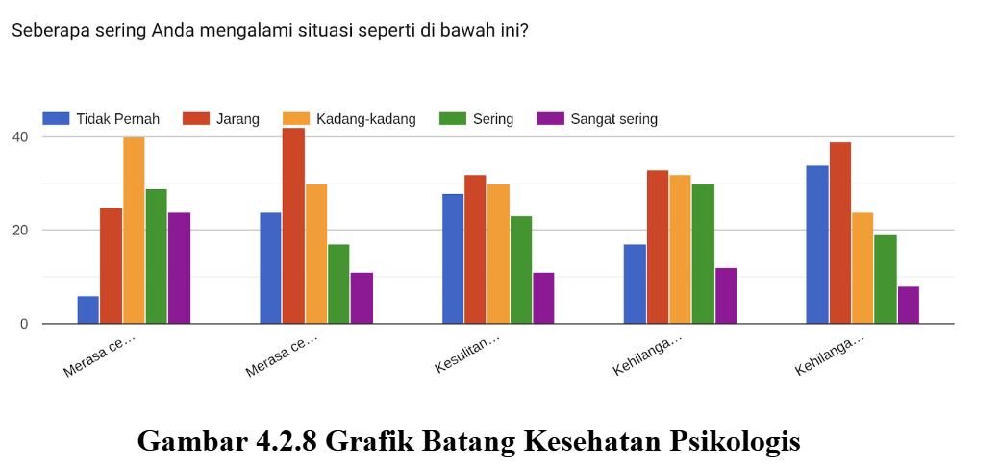 Seberapa sering Anda mengalami situasi seperti di bawah ini?
Tidak Pernah Jarang Kadang-kadang Sering Sangat sering
40
20
0
Merasa ce... Merasa ce... Kesulitan... Kehilanga... Kehilanga...
Gambar 4.2.8 Grafik Batang Kesehatan Psikologis